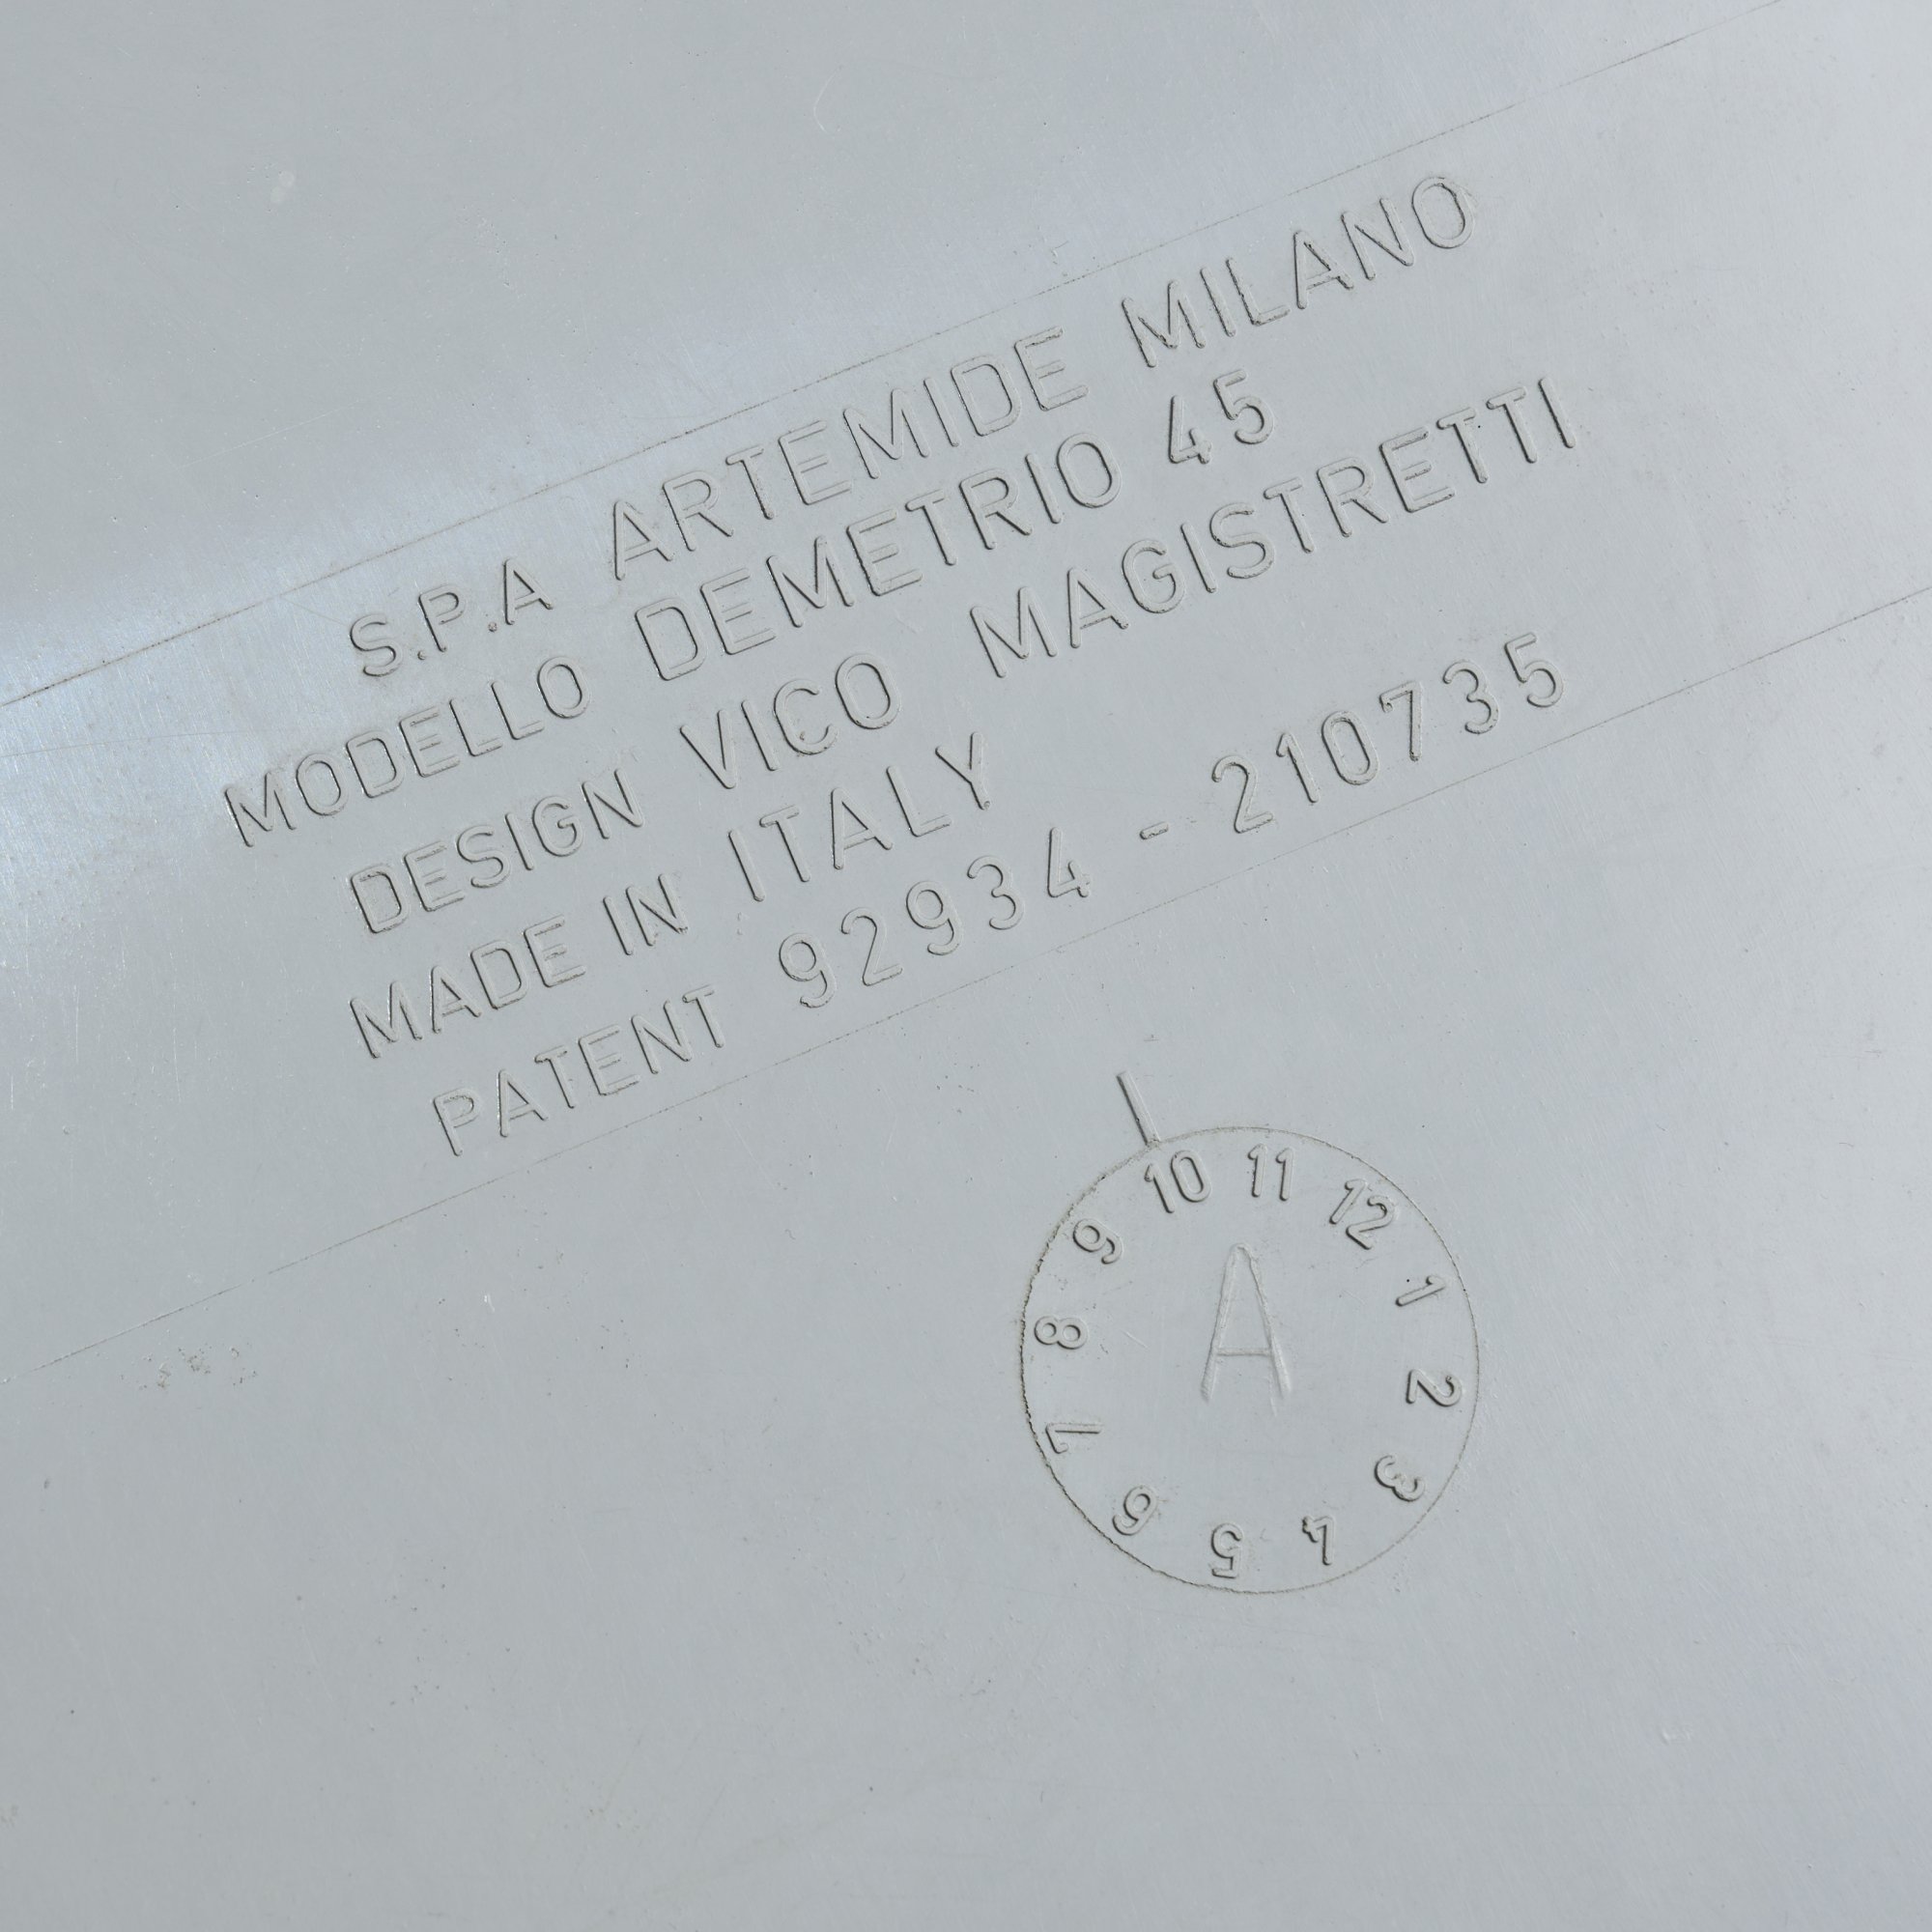 S.P.A ARTEMIDE MILANO
MODELLO DEMETRIO 45
DESIGN VICO MAGISTRETTI
MADE IN ITALY
PATENT 92934 - 210735
10 11 12 1 2 3 4 5 6 7 8 9
A